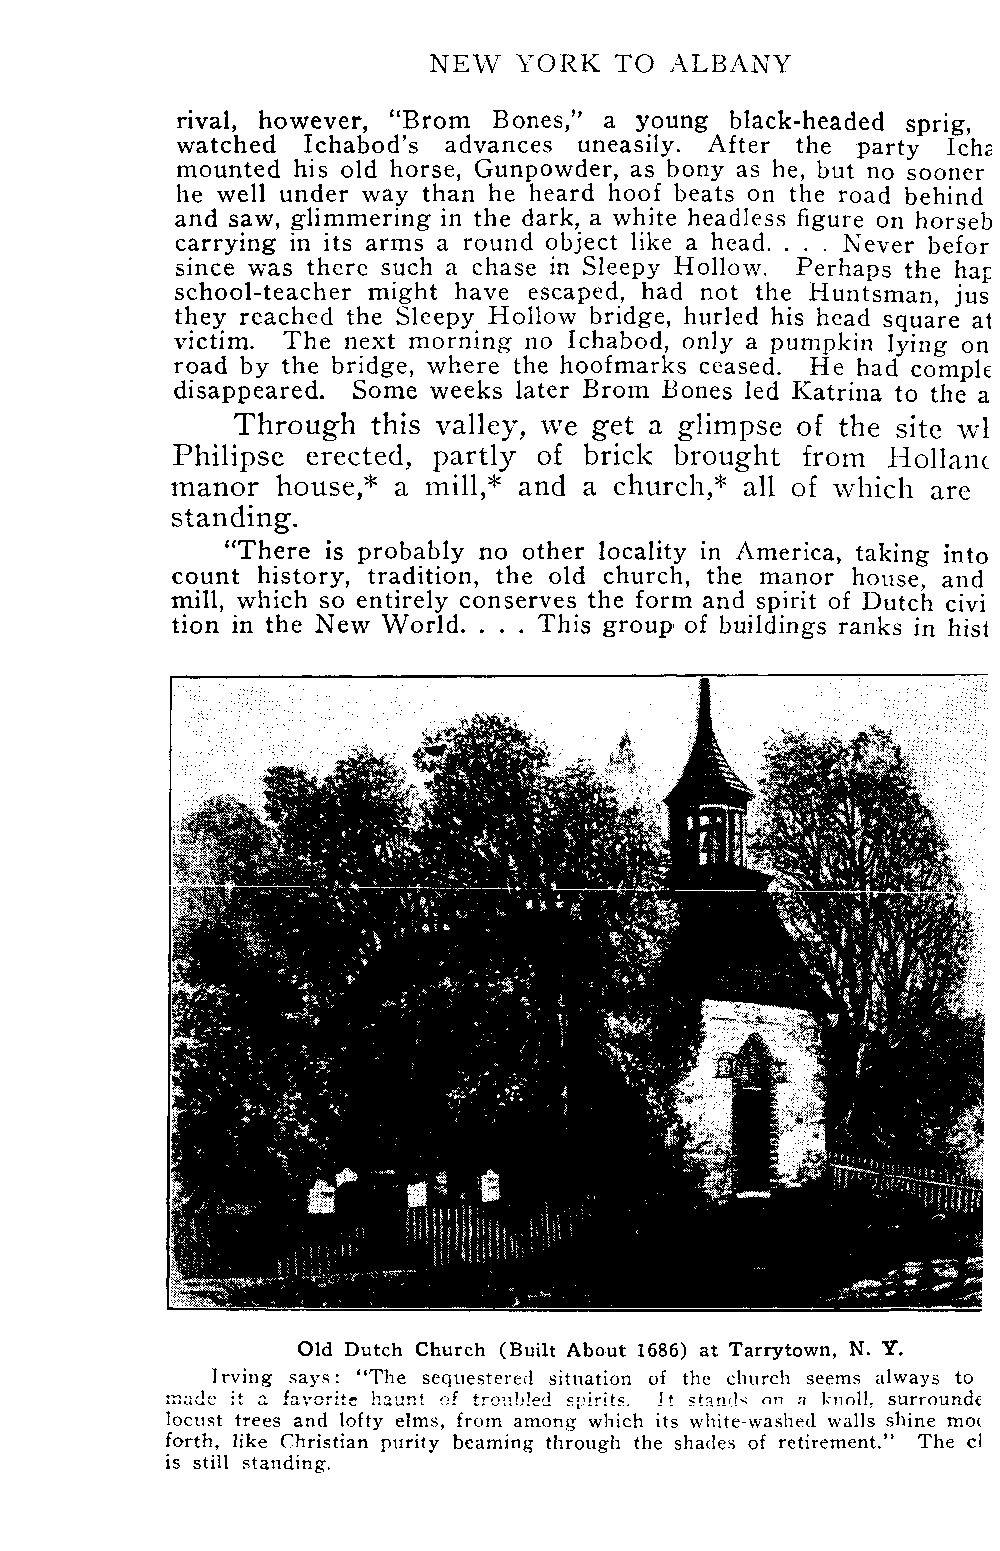 NEW YORK TO ALBANY
rival, however, “Brom Bones,” a young black-headed sprig,
watched Ichabod's advances uneasily. After the party Icha
mounted his old horse, Gunpowder, as bony as he, but no sooner
he well under way than he heard hoof beats on the road behind
and saw, glimmering in the dark, a white headless figure on horseb
carrying in its arms a round object like a head. . . . Never befor
since was there such a chase in Sleepy Hollow. Perhaps the hap
school-teacher might have escaped, had not the Huntsman, jus
they reached the Sleepy Hollow bridge, hurled his head square at
victim. The next morning no Ichabod, only a pumpkin lying on
road by the bridge, where the hoofmarks ceased. He had comple
disappeared. Some weeks later Brom Bones led Katrina to the a
Through this valley, we get a glimpse of the site wh
Philipse erected, partly of brick brought from Holland
manor house,* a mill,* and a church,* all of which are
standing.
“There is probably no other locality in America, taking into
count history, tradition, the old church, the manor house, and
mill, which so entirely conserves the form and spirit of Dutch civi
tion in the New World. . . . This group of buildings ranks in hist
Old Dutch Church (Built About 1686) at Tarrytown, N. Y.
Irving says: “The sequestered situation of the church seems always to
made it a favorite haunt of troubled spirits. It stands on a knoll, surrounde
locust trees and lofty elms, from among which its white-washed walls shine mod
forth, like Christian purity beaming through the shades of retirement.” The cl
is still standing.